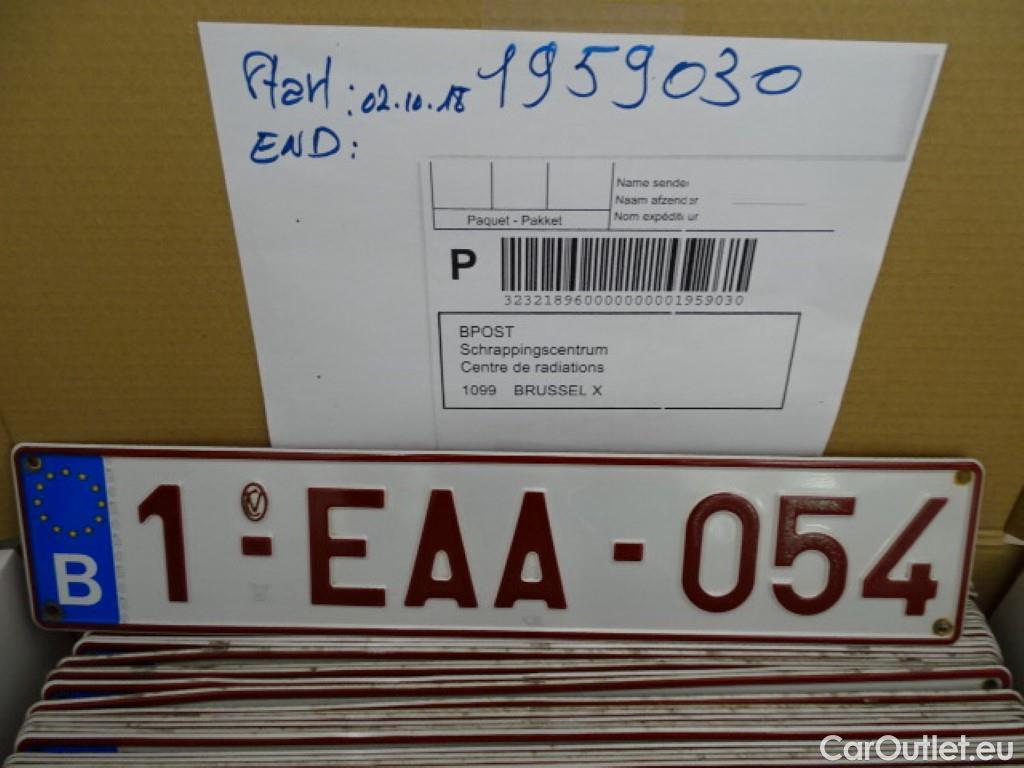 Start: 02.10.18 1959030
END:
Name sender
Naam afzender
Nom expéditeur
Paquet - Pakket
P
323218960000000001959030
BPOST
Schrappingscentrum
Centre de radiations
1099 BRUSSEL X
B 1-EAA-054
CarOutlet.eu